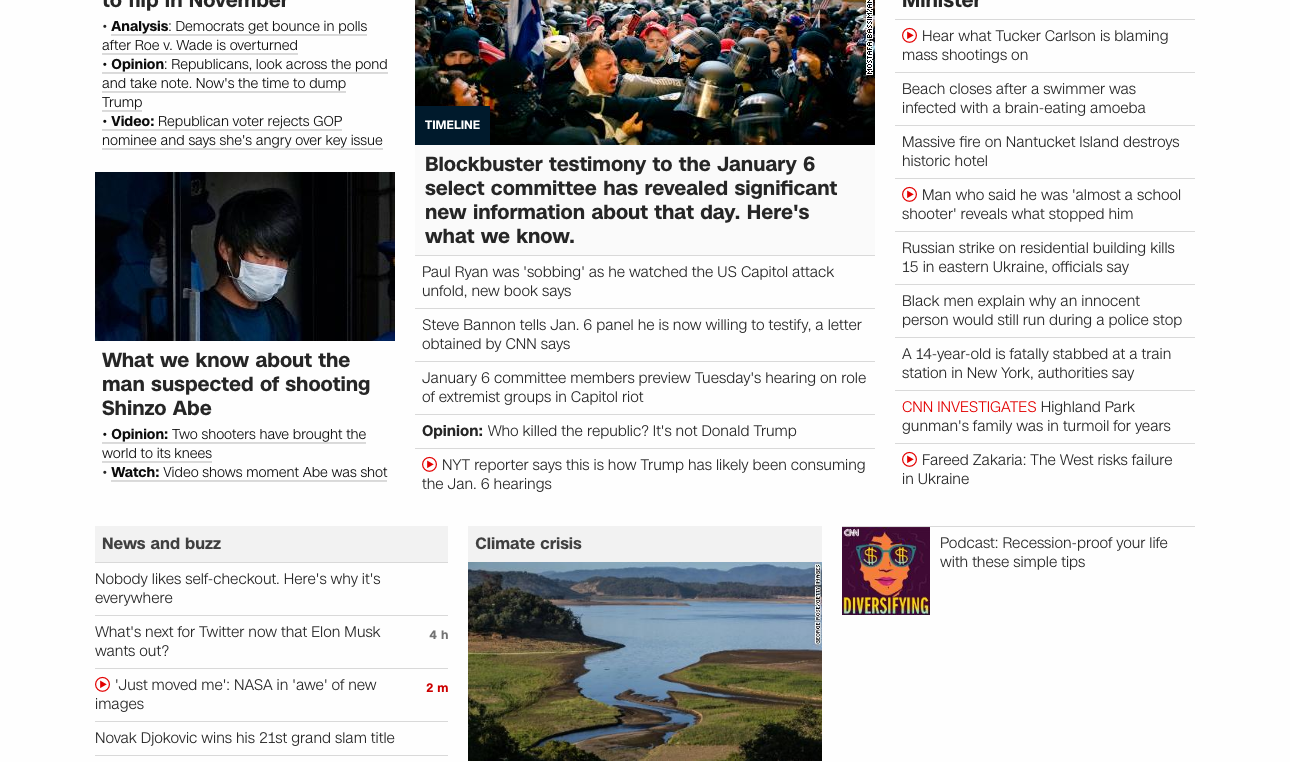 to flip in November
• Analysis: Democrats get bounce in polls
after Roe v. Wade is overturned
• Opinion: Republicans, look across the pond
and take note. Now's the time to dump
Trump
• Video: Republican voter rejects GOP
nominee and says she's angry over key issue
What we know about the
man suspected of shooting
Shinzo Abe
• Opinion: Two shooters have brought the
world to its knees
• Watch: Video shows moment Abe was shot
TIMELINE
Blockbuster testimony to the January 6
select committee has revealed significant
new information about that day. Here's
what we know.
Paul Ryan was 'sobbing' as he watched the US Capitol attack
unfold, new book says
Steve Bannon tells Jan. 6 panel he is now willing to testify, a letter
obtained by CNN says
January 6 committee members preview Tuesday's hearing on role
of extremist groups in Capitol riot
Opinion: Who killed the republic? It's not Donald Trump
NYT reporter says this is how Trump has likely been consuming
the Jan. 6 hearings
Minister
Hear what Tucker Carlson is blaming
mass shootings on
Beach closes after a swimmer was
infected with a brain-eating amoeba
Massive fire on Nantucket Island destroys
historic hotel
Man who said he was 'almost a school
shooter' reveals what stopped him
Russian strike on residential building kills
15 in eastern Ukraine, officials say
Black men explain why an innocent
person would still run during a police stop
A 14-year-old is fatally stabbed at a train
station in New York, authorities say
CNN INVESTIGATES Highland Park
gunman's family was in turmoil for years
Fareed Zakaria: The West risks failure
in Ukraine
News and buzz
Nobody likes self-checkout. Here's why it's
everywhere
What's next for Twitter now that Elon Musk
wants out?
4 h
'Just moved me': NASA in 'awe' of new
images
2 m
Novak Djokovic wins his 21st grand slam title
Climate crisis
GEORGE ROSE/GETTY IMAGES
CNN
DIVERSIFYING
Podcast: Recession-proof your life
with these simple tips